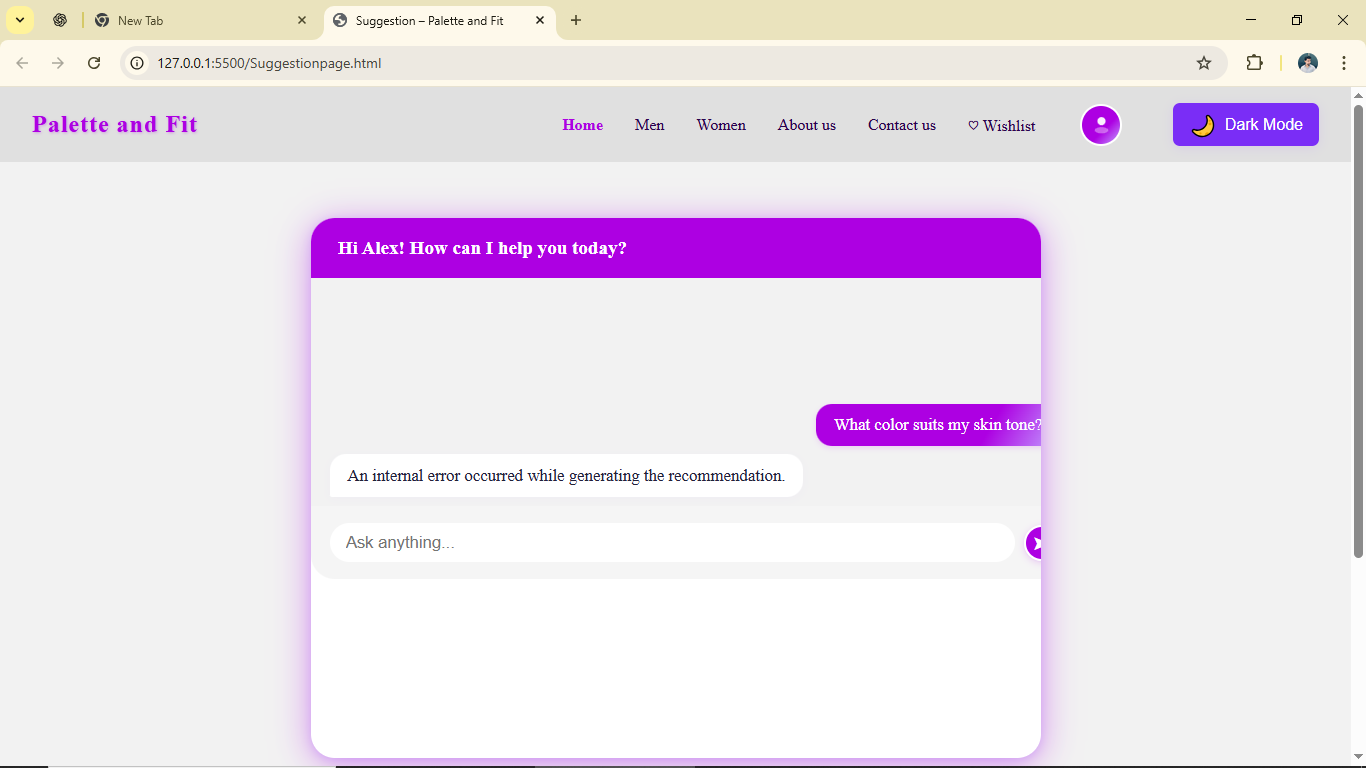 New Tab
Suggestion – Palette and Fit
127.0.0.1:5500/Suggestionpage.html
Palette and Fit
Home
Men
Women
About us
Contact us
♡ Wishlist
🌙 Dark Mode
Hi Alex! How can I help you today?
What color suits my skin tone?
An internal error occurred while generating the recommendation.
Ask anything...